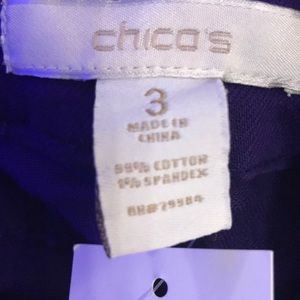 chico's
3
MADE IN
CHINA
99% COTTON
1% SPANDEX
RN#79984